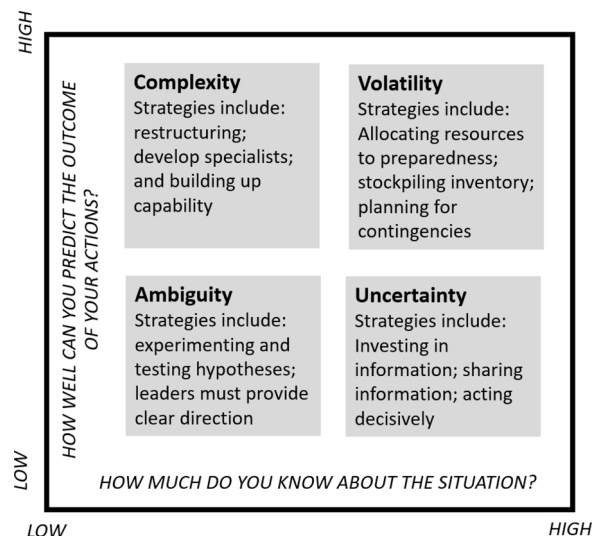 HIGH
HOW WELL CAN YOU PREDICT THE OUTCOME
OF YOUR ACTIONS?
Complexity
Strategies include:
restructuring;
develop specialists;
and building up
capability
Volatility
Strategies include:
Allocating resources
to preparedness;
stockpiling inventory;
planning for
contingencies
Ambiguity
Strategies include:
experimenting and
testing hypotheses;
leaders must provide
clear direction
Uncertainty
Strategies include:
Investing in
information; sharing
information; acting
decisively
LOW
HOW MUCH DO YOU KNOW ABOUT THE SITUATION?
LOW
HIGH